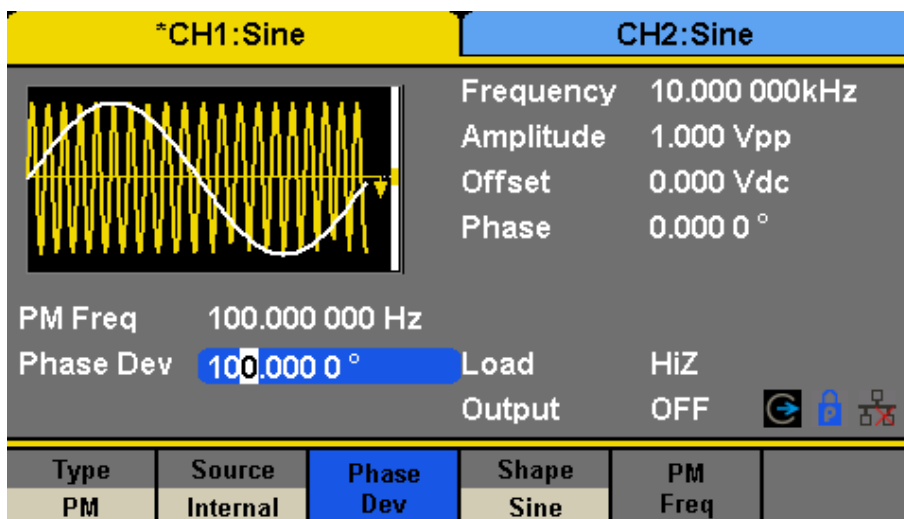 *CH1:Sine CH2:Sine
Frequency 10.000 000kHz
Amplitude 1.000 Vpp
Offset 0.000 Vdc
Phase 0.000 0 °
PM Freq 100.000 000 Hz
Phase Dev 100.000 0 ° Load HiZ
Output OFF P
Type Source Phase Dev Shape PM Freq
PM Internal Sine